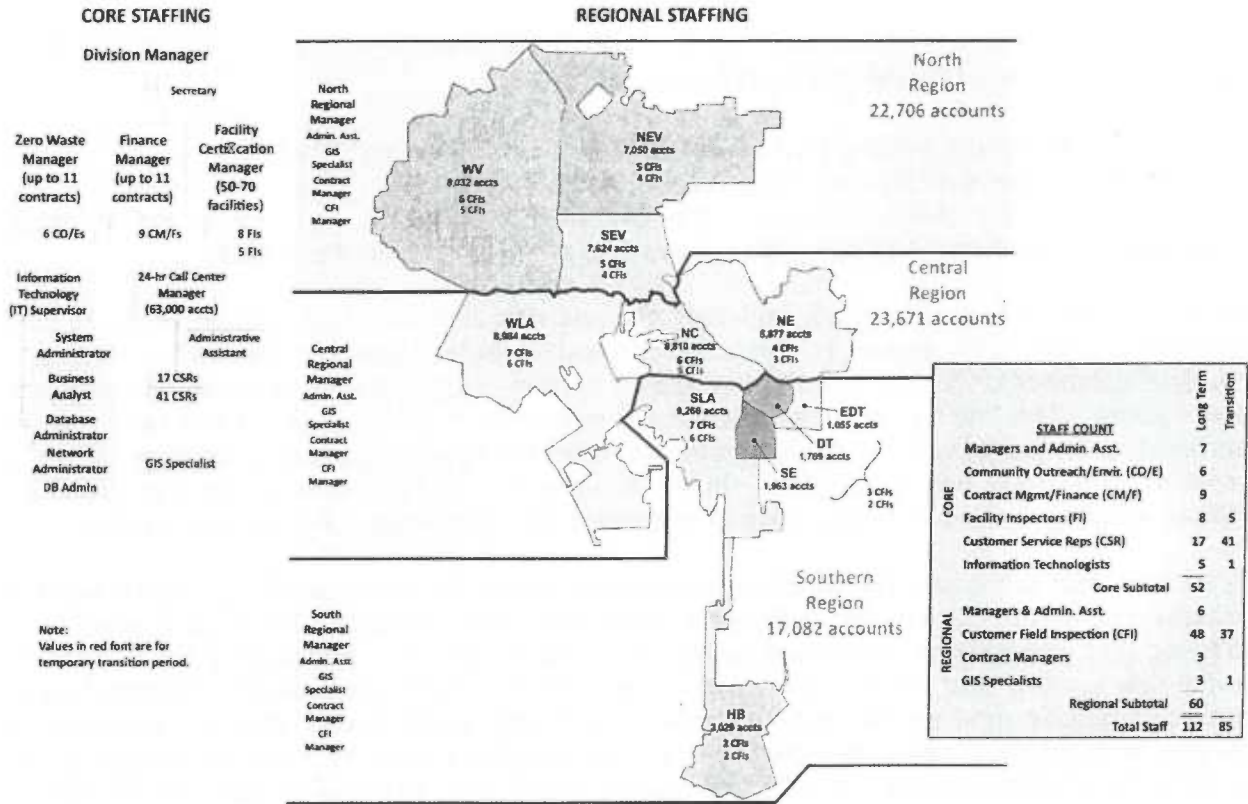 CORE STAFFING
Division Manager
Secretary
Zero Waste
Manager
(up to 11
contracts)
6 CO/Es
Finance
Manager
(up to 11
contracts)
9 CM/Fs
Facility
Manager
(50-70
facilities)
8 FIs
5 FIs
Information
Technology
(IT) Supervisor
System
Administrator
Business
Analyst
Database
Administrator
Network
Administrator
DB Admin
24-hr Call Center
Manager
(63,000 accts)
Administrative
Assistant
17 CSRs
41 CSRs
GIS Specialist
Note:
Values in red font are for
temporary transition period.
REGIONAL STAFFING
North
Regional
Manager
Admin. Asst.
GIS
Specialist
Contract
Manager
CFI
Manager
WV
8,032 accts
6 CFIs
5 CFIs
NEV
7,050 accts
5 CFIs
4 CFIs
SEV
7,624 accts
5 CFIs
4 CFIs
North
Region
22,706 accounts
Central
Regional
Manager
Admin. Asst.
GIS
Specialist
Contract
Manager
CFI
Manager
WLA
8,984 accts
7 CFIs
6 CFIs
NC
8,810 accts
6 CFIs
5 CFIs
NE
5,877 accts
4 CFIs
3 CFIs
Central
Region
23,671 accounts
South
Regional
Manager
Admin. Asst.
GIS
Specialist
Contract
Manager
CFI
Manager
SLA
9,266 accts
7 CFIs
6 CFIs
EDT
1,055 accts
DT
1,769 accts
SE
1,963 accts
3 CFIs
2 CFIs
Southern
Region
17,082 accounts
HB
3,029 accts
2 CFIs
2 CFIs
STAFF COUNT Long Term Transition
CORE
Managers and Admin. Asst. 7
Community Outreach/Envir. (CO/E) 6
Contract Mgmt/Finance (CM/F) 9
Facility Inspectors (FI) 8 5
Customer Service Reps (CSR) 17 41
Information Technologists 5 1
Core Subtotal 52
REGIONAL
Managers & Admin. Asst. 6
Customer Field Inspection (CFI) 48 37
Contract Managers 3
GIS Specialists 3 1
Regional Subtotal 60
Total Staff 112 85